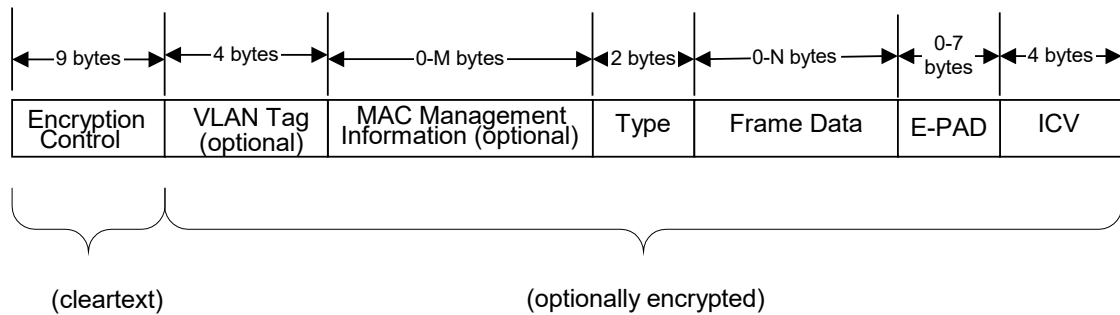 9 bytes
4 bytes
0-M bytes
2 bytes
0-N bytes
0-7
bytes
4 bytes
Encryption
Control
VLAN Tag
(optional)
MAC Management
Information (optional)
Type
Frame Data
E-PAD
ICV
(cleartext)
(optionally encrypted)